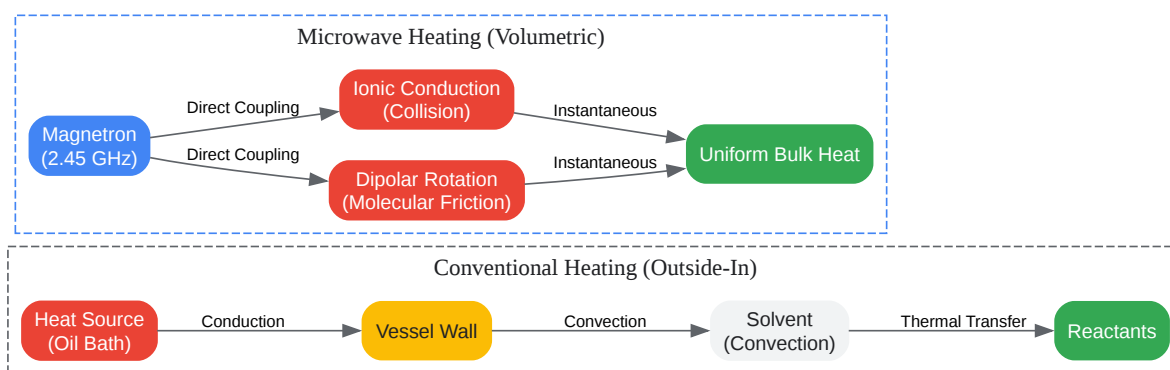 Microwave Heating (Volumetric)
Magnetron
(2.45 GHz)
Direct Coupling
Direct Coupling
Ionic Conduction
(Collision)
Dipolar Rotation
(Molecular Friction)
Instantaneous
Instantaneous
Uniform Bulk Heat
Conventional Heating (Outside-In)
Heat Source
(Oil Bath)
Conduction
Vessel Wall
Convection
Solvent
(Convection)
Thermal Transfer
Reactants